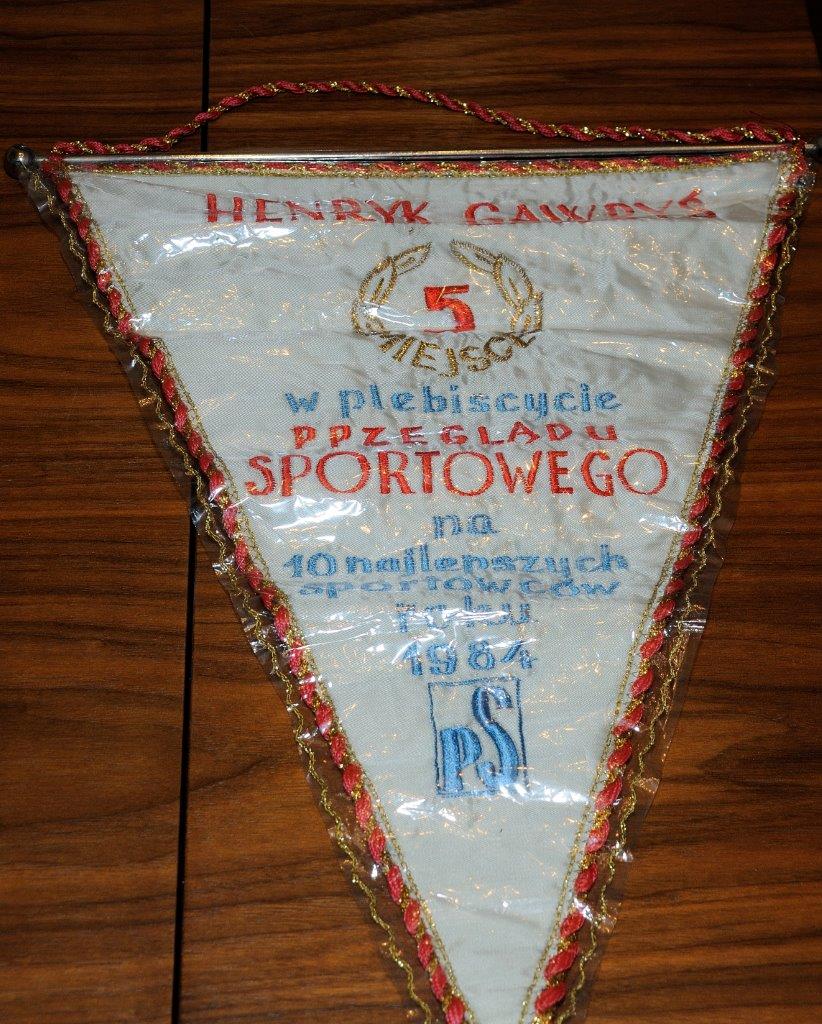 HENRYK GAWRYŚ
5
MIEJSCE
w plebiscycie
PRZEGLĄDU
SPORTOWEGO
na
10 najlepszych
sportowców
roku
1984
PS